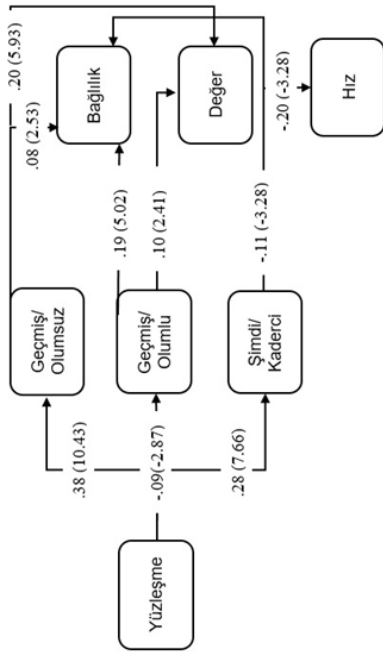 Yüzleşme
.38 (10.43)
-.09(-2.87)
.28 (7.66)
Geçmiş/
Olumsuz
Geçmiş/
Olumlu
Şimdi/
Kaderci
.20 (5.93)
.08 (2.53)
.19 (5.02)
.10 (2.41)
-.11 (-3.28)
-.20 (-3.28)
Bağlılık
Değer
Hız